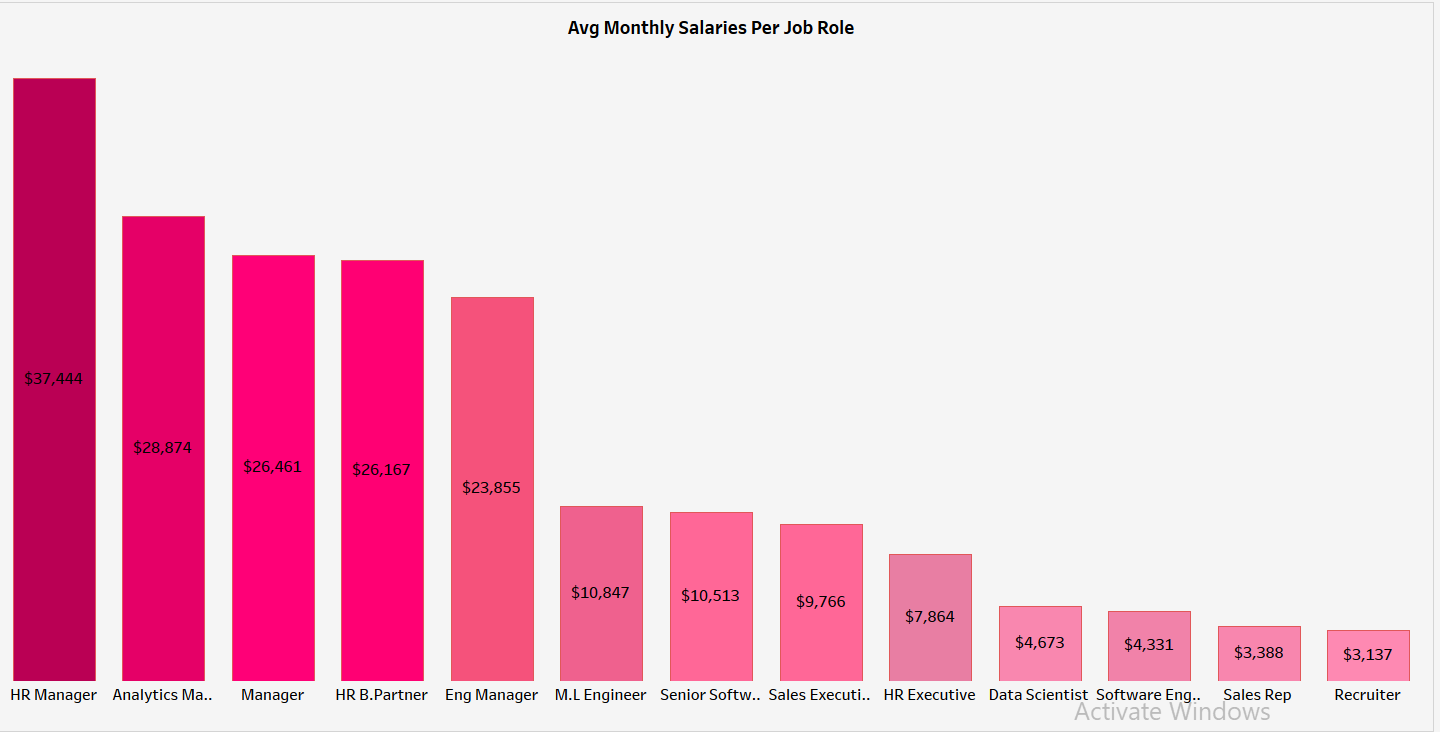 Avg Monthly Salaries Per Job Role
$37,444
$28,874
$26,461
$26,167
$23,855
$10,847
$10,513
$9,766
$7,864
$4,673
$4,331
$3,388
$3,137
HR Manager
Analytics Ma..
Manager
HR B.Partner
Eng Manager
M.L Engineer
Senior Softw..
Sales Executi..
HR Executive
Data Scientist
Software Eng..
Sales Rep
Recruiter
Activate Windows